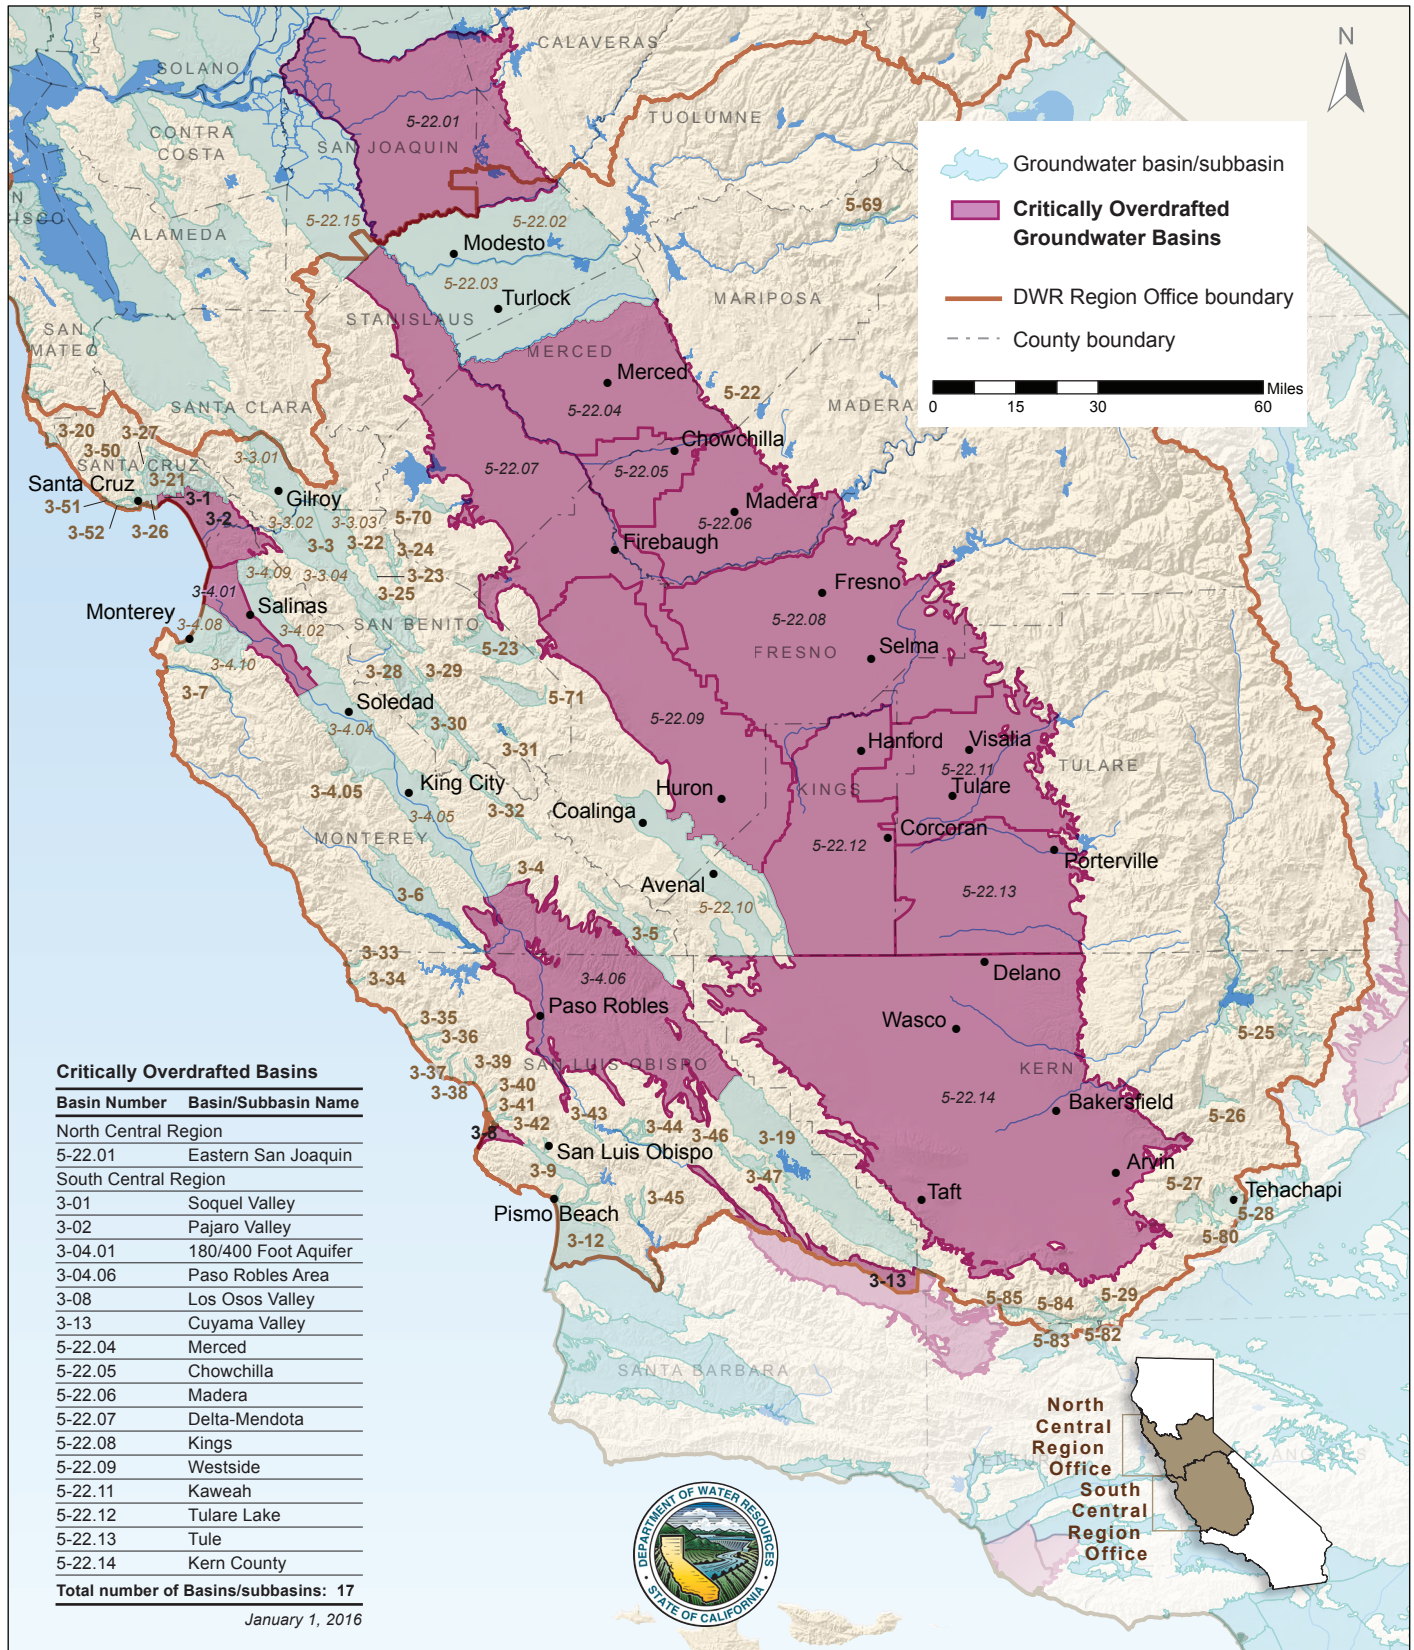 CALAVERAS
SOLANO
N
TUOLUMNE
CONTRA
COSTA
5-22.01
SAN JOAQUIN
Groundwater basin/subbasin
Critically Overdrafted
Groundwater Basins
DWR Region Office boundary
County boundary
Miles
0 15 30 60
N
ISCO
ALAMEDA
5-22.15
5-22.02
5-69
Modesto
5-22.03
Turlock
MARIPOSA
STANISLAUS
SAN
MATEO
MERCED
Merced
5-22
5-22.04
MADERA
SANTA CLARA
3-20
3-27
3-50
Chowchilla
3-3.01
SANTA CRUZ
5-22.07
5-22.05
Santa Cruz
3-21
3-1
Gilroy
Madera
3-51
3-2
3-3.02
3-3.03
5-70
5-22.06
3-52
3-26
3-3
3-22
3-24
Firebaugh
3-4.09
3-3.04
3-23
3-4.01
3-25
Fresno
Monterey
Salinas
3-4.08
3-4.02
SAN BENITO
5-22.08
FRESNO
5-23
Selma
3-4.10
3-28
3-29
3-7
5-71
Soledad
3-4.04
3-30
5-22.09
3-31
Hanford
Visalia
5-22.11
TULARE
King City
3-4.05
3-4.05
Huron
KINGS
Tulare
3-32
Coalinga
MONTEREY
Corcoran
5-22.12
Porterville
3-4
Avenal
5-22.13
3-6
5-22.10
3-5
3-33
3-34
3-4.06
Delano
Paso Robles
Wasco
3-35
3-36
5-25
3-39
SAN LUIS OBISPO
KERN
3-37
3-38
3-40
3-41
3-42
3-43
3-44
3-46
5-22.14
Bakersfield
5-26
3-8
3-19
San Luis Obispo
3-9
3-47
Arvin
5-27
3-45
Taft
Tehachapi
5-28
Pismo Beach
5-80
3-12
3-13
5-85
5-84
5-29
5-83
5-82
SANTA BARBARA
Critically Overdrafted Basins
Basin Number Basin/Subbasin Name
North Central Region
5-22.01 Eastern San Joaquin
South Central Region
3-01 Soquel Valley
3-02 Pajaro Valley
3-04.01 180/400 Foot Aquifer
3-04.06 Paso Robles Area
3-08 Los Osos Valley
3-13 Cuyama Valley
5-22.04 Merced
5-22.05 Chowchilla
5-22.06 Madera
5-22.07 Delta-Mendota
5-22.08 Kings
5-22.09 Westside
5-22.11 Kaweah
5-22.12 Tulare Lake
5-22.13 Tule
5-22.14 Kern County
Total number of Basins/subbasins: 17
January 1, 2016
DEPARTMENT OF WATER RESOURCES
STATE OF CALIFORNIA
North
Central
Region
Office
South
Central
Region
Office